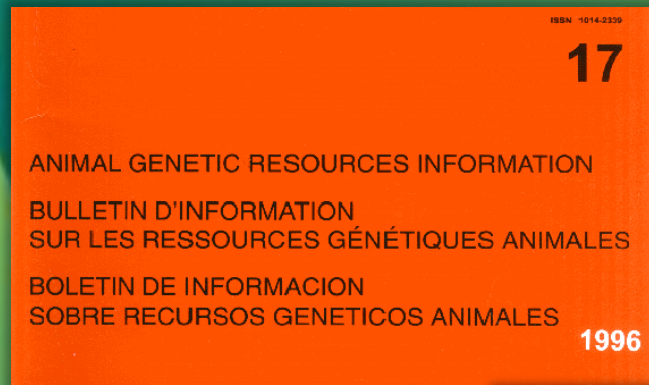 ISSN 1014-2339
17
ANIMAL GENETIC RESOURCES INFORMATION
BULLETIN D'INFORMATION
SUR LES RESSOURCES GÉNÉTIQUES ANIMALES
BOLETIN DE INFORMACION
SOBRE RECURSOS GENETICOS ANIMALES
1996